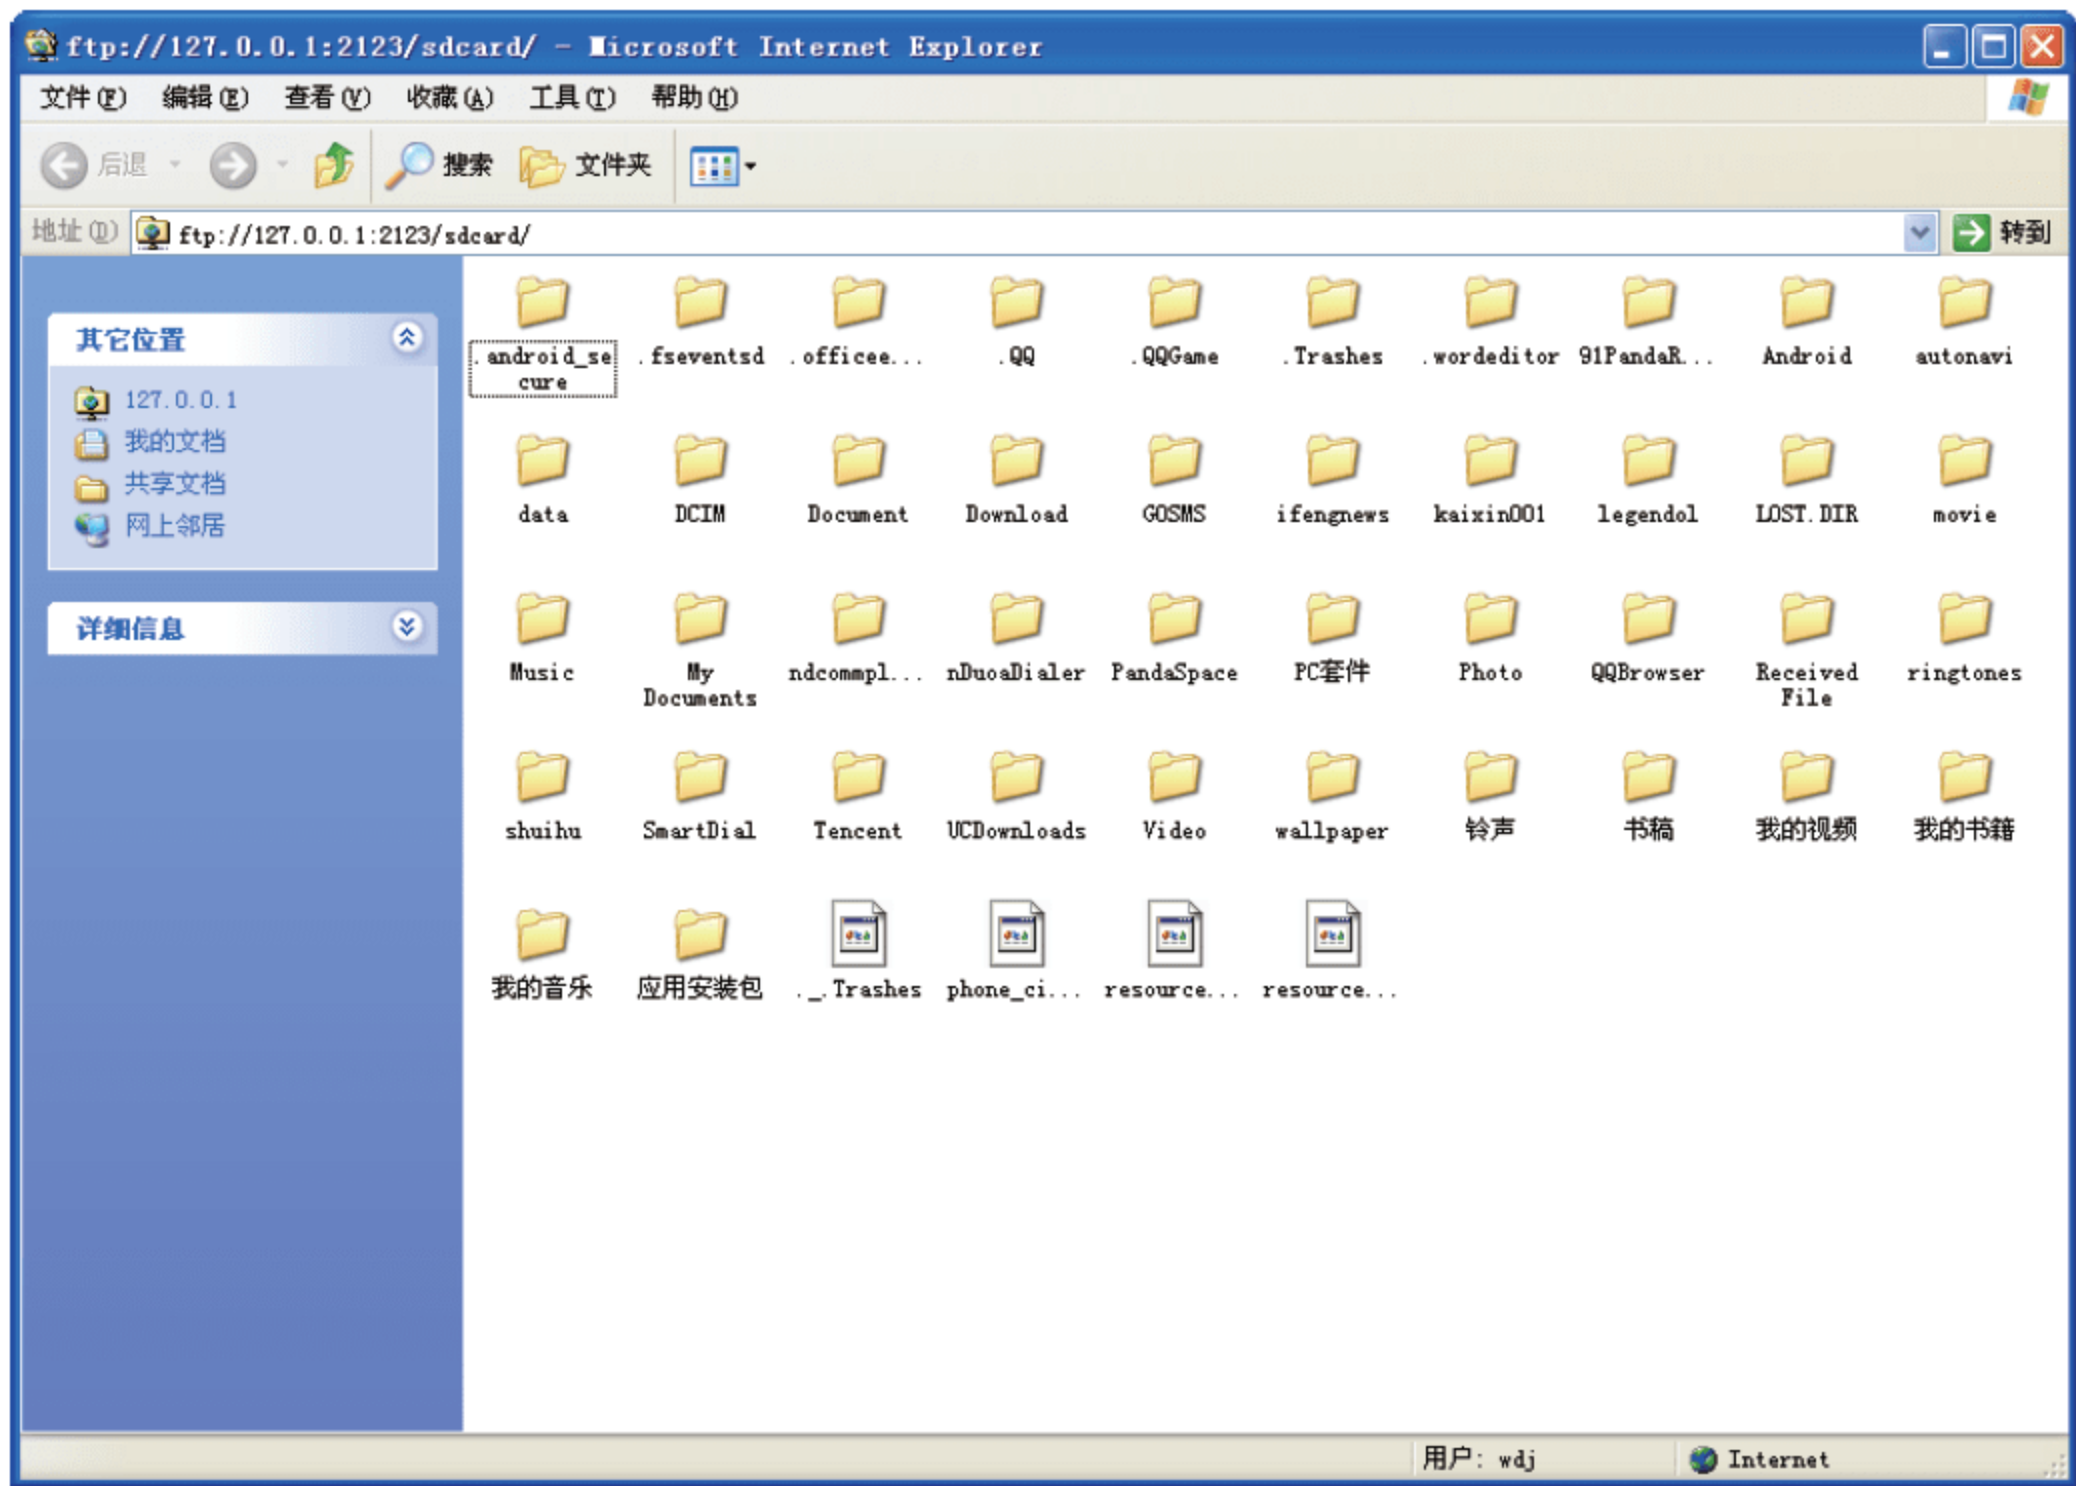 ftp://127.0.0.1:2123/sdcard/ - Microsoft Internet Explorer
文件(F) 编辑(E) 查看(V) 收藏(A) 工具(T) 帮助(H)
后退 搜索 文件夹
地址(D) ftp://127.0.0.1:2123/sdcard/ 转到
其它位置
127.0.0.1
我的文档
共享文档
网上邻居
详细信息
.android_se
cure
.fseventsd
.officee...
.QQ
.QQGame
.Trashes
.wordeditor
91PandaR...
Android
autonavi
data
DCIM
Document
Download
GOSMS
ifengnews
kaixin001
legendol
LOST.DIR
movie
Music
My
Documents
ndcommpl...
nDuoaDialer
PandaSpace
PC套件
Photo
QQBrowser
Received
File
ringtones
shuihu
SmartDial
Tencent
UCDownloads
Video
wallpaper
铃声
书稿
我的视频
我的书籍
我的音乐
应用安装包
._.Trashes
phone_ci...
resource...
resource...
用户: wdj
Internet